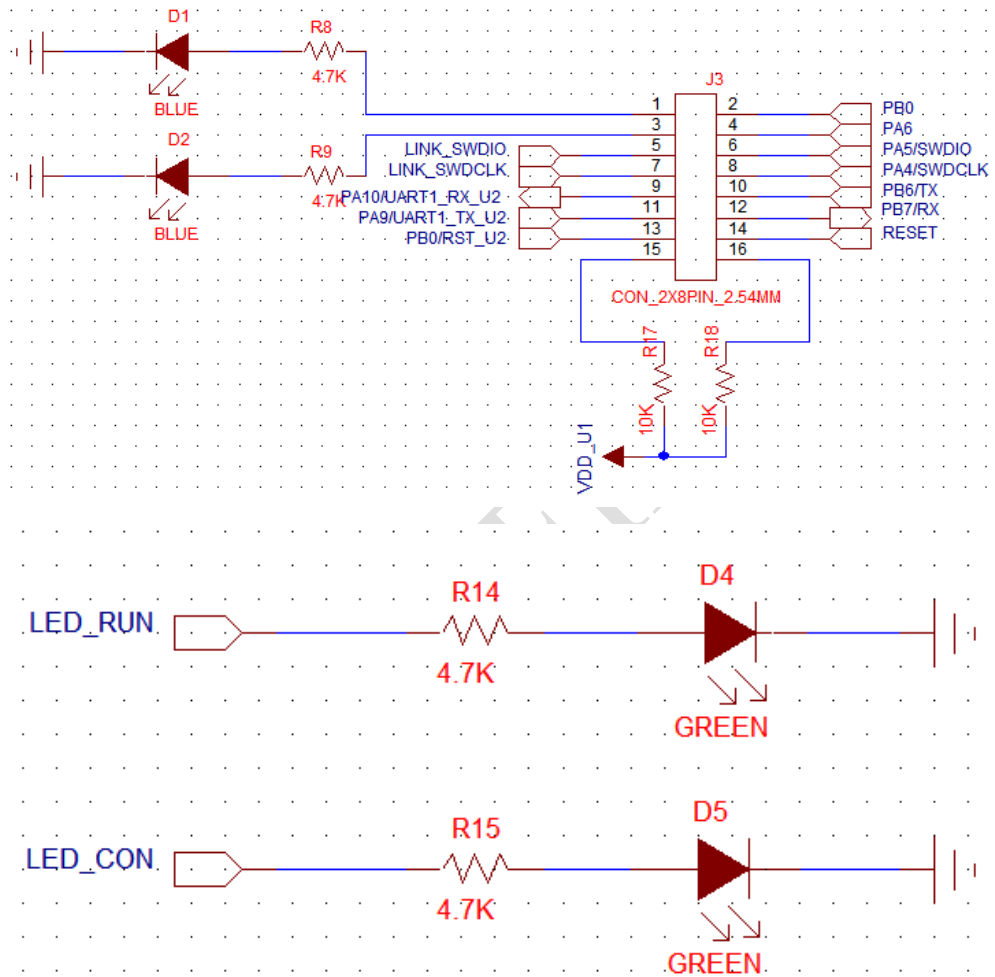 D1
R8
4.7K
BLUE
D2
R9
4.7K
BLUE
J3
1 2
3 4
5 6
7 8
9 10
11 12
13 14
15 16
LINK_SWDIO
LINK_SWDCLK
PA10/UART1_RX_U2
PA9/UART1_TX_U2
PB0/RST_U2
PB0
PA6
PA5/SWDIO
PA4/SWDCLK
PB6/TX
PB7/RX
RESET
CON_2X8PIN_2.54MM
R17
R18
10K
10K
VDD_U1
LED_RUN
R14
4.7K
D4
GREEN
LED_CON
R15
4.7K
D5
GREEN